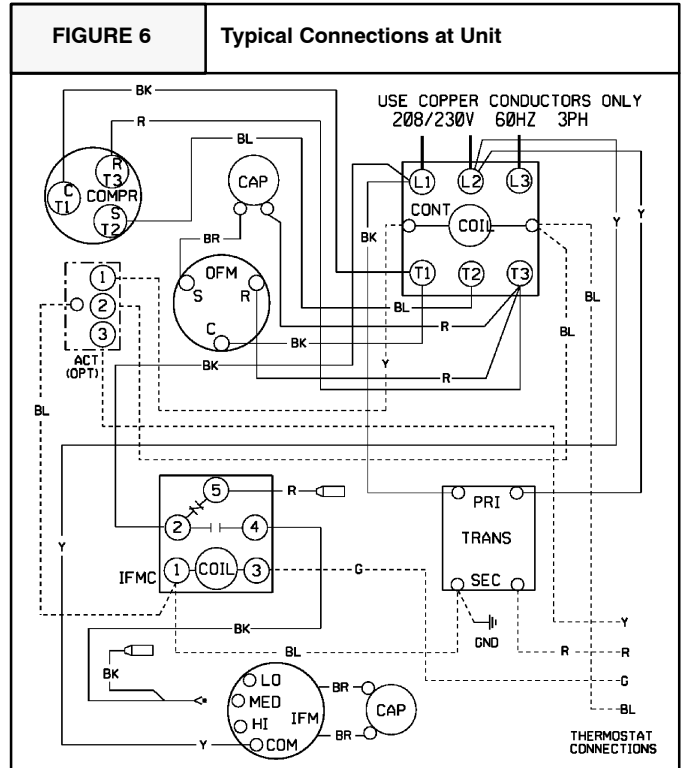 FIGURE 6
Typical Connections at Unit
USE COPPER CONDUCTORS ONLY
208/230V 60HZ 3PH
BK
R
BL
R
T3
C
T1
COMPR
S
T2
CAP
BR
OFM
S
R
C
BK
L1
L2
L3
CONT
COIL
T1
T2
T3
BK
Y
Y
BL
BL
BL
R
R
Y
BK
1
2
3
ACT
(OPT)
BL
Y
5
R
2
4
1
COIL
3
IFMC
G
PRI
TRANS
SEC
GND
BK
BL
BK
R
Y
R
G
BL
THERMOSTAT
CONNECTIONS
LO
MED
HI
IFM
COM
BR
BR
CAP
Y